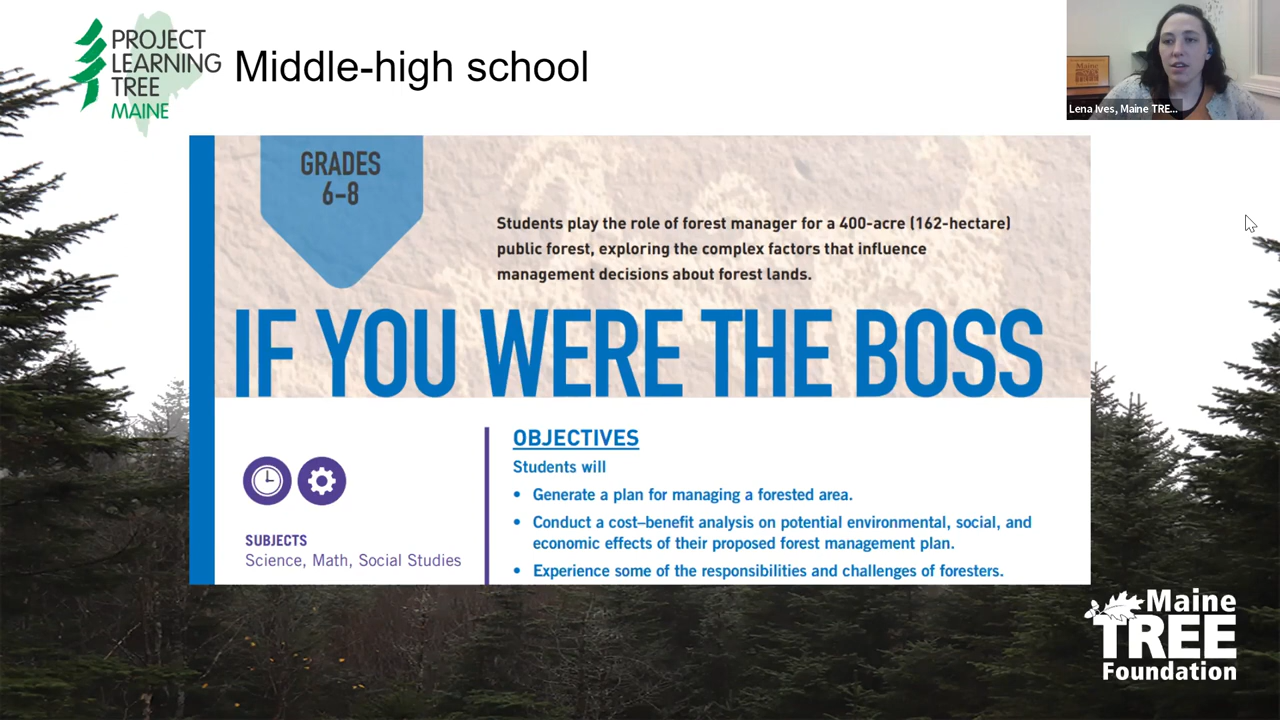 PROJECT
LEARNING
TREE
MAINE
Middle-high school
Lena Ives, Maine TRE...
GRADES
6-8
Students play the role of forest manager for a 400-acre (162-hectare)
public forest, exploring the complex factors that influence
management decisions about forest lands.
IF YOU WERE THE BOSS
OBJECTIVES
Students will
• Generate a plan for managing a forested area.
• Conduct a cost–benefit analysis on potential environmental, social, and
economic effects of their proposed forest management plan.
• Experience some of the responsibilities and challenges of foresters.
SUBJECTS
Science, Math, Social Studies
Maine
TREE
Foundation